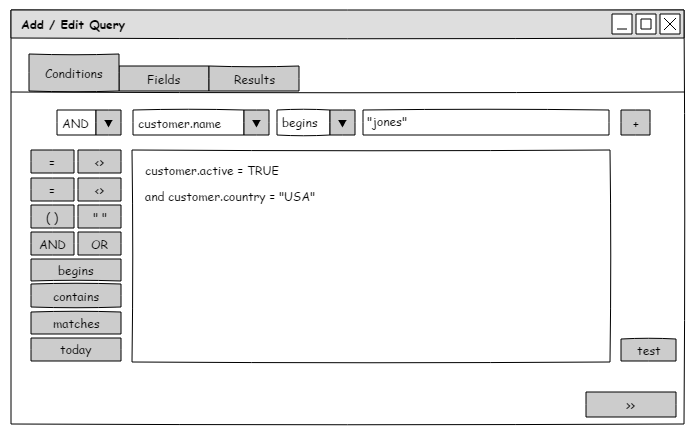 Add / Edit Query
Conditions
Fields
Results
AND ▼ customer.name ▼ begins ▼ "jones" +
= <>
= <>
( ) " "
AND OR
begins
contains
matches
today
customer.active = TRUE
and customer.country = "USA"
test
>>